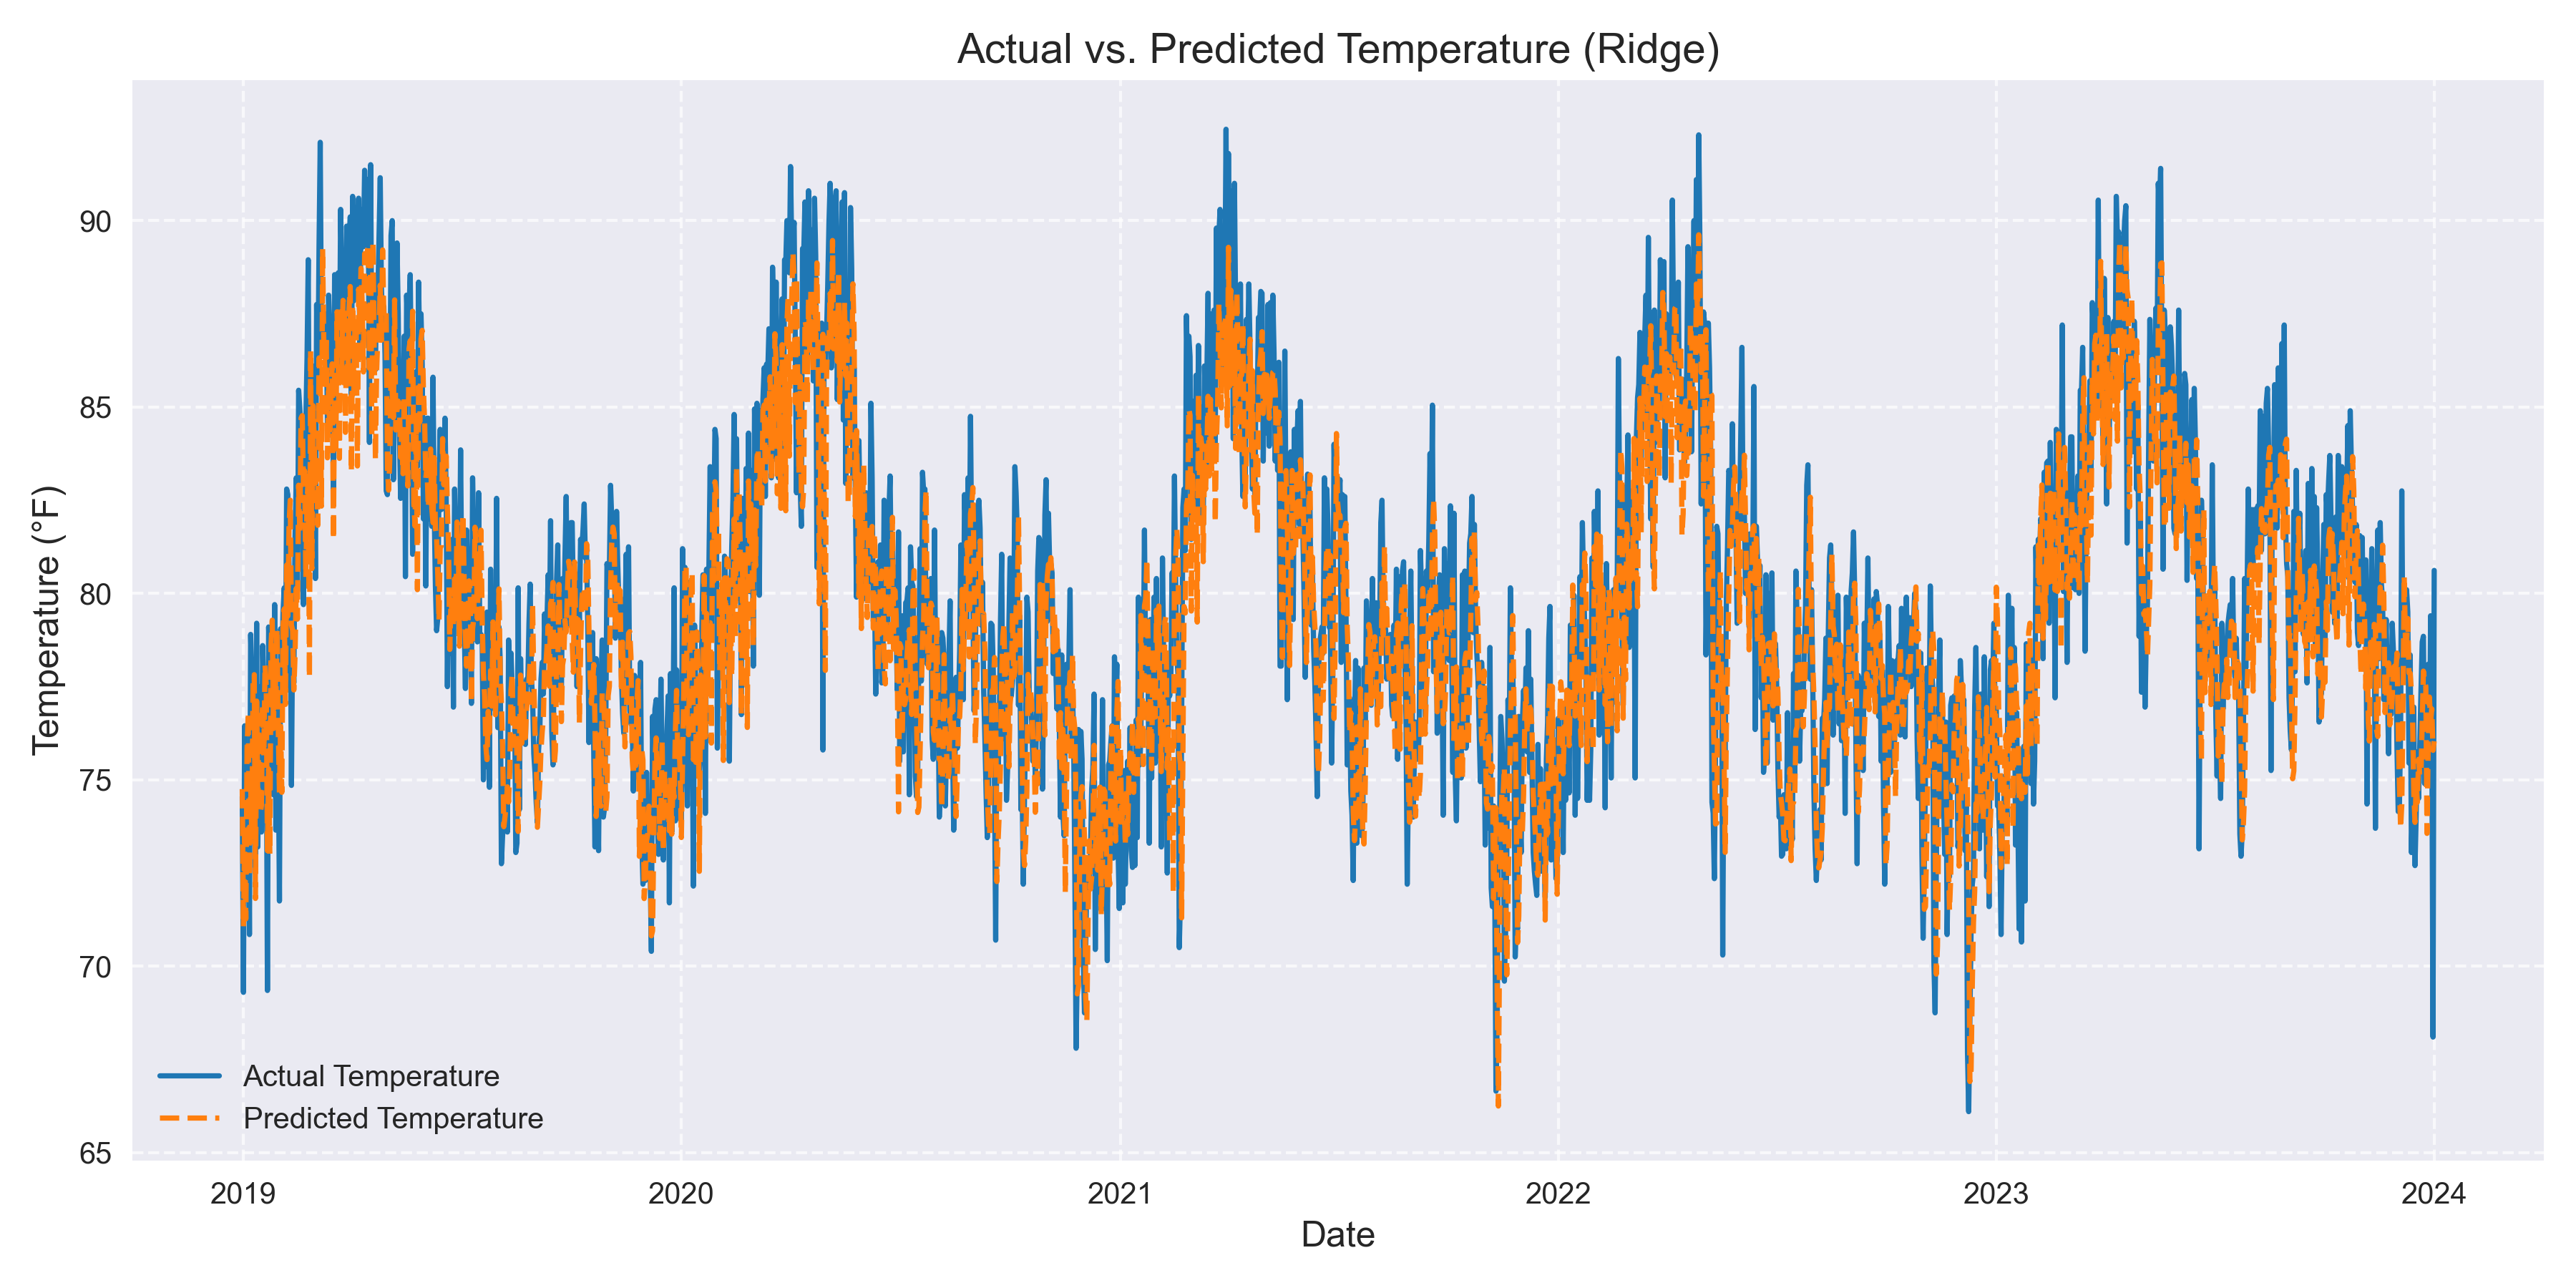 Actual vs. Predicted Temperature (Ridge)
Temperature (°F)
90
85
80
75
70
65
Actual Temperature
Predicted Temperature
2019 2020 2021 2022 2023 2024
Date